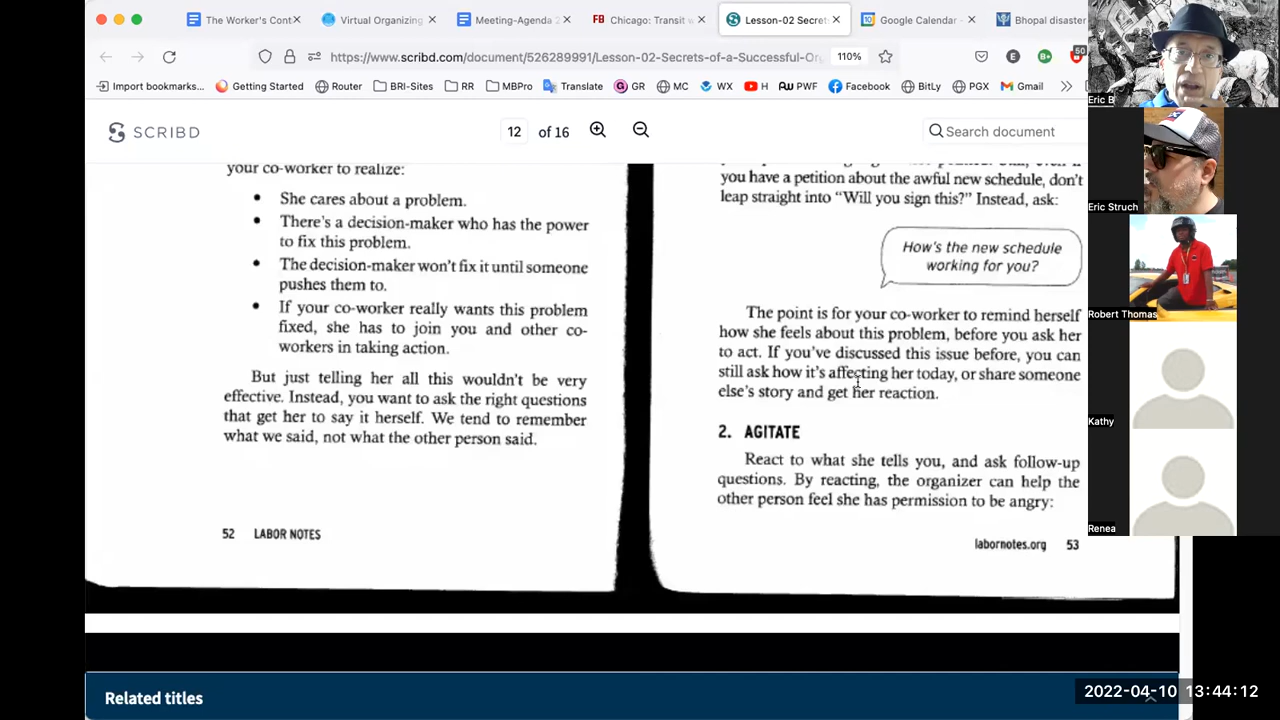 The Worker's Cont
Virtual Organizing
Meeting-Agenda 2
FB Chicago: Transit w
Lesson-02 Secret
Google Calendar -
Bhopal disaster
https://www.scribd.com/document/526289991/Lesson-02-Secrets-of-a-Successful-Or
110%
E
B+
50
Import bookmarks...
Getting Started
Router
BRI-Sites
RR
MBPro
Translate
GR
MC
WX
H
PWF
Facebook
BitLy
PGX
Gmail
SCRIBD
12 of 16
Search document
your co-worker to realize:
• She cares about a problem.
• There's a decision-maker who has the power
to fix this problem.
• The decision-maker won't fix it until someone
pushes them to.
• If your co-worker really wants this problem
fixed, she has to join you and other co-
workers in taking action.
But just telling her all this wouldn't be very
effective. Instead, you want to ask the right questions
that get her to say it herself. We tend to remember
what we said, not what the other person said.
52 LABOR NOTES
you have a petition about the awful new schedule, don't
leap straight into "Will you sign this?" Instead, ask:
How's the new schedule
working for you?
The point is for your co-worker to remind herself
how she feels about this problem, before you ask her
to act. If you've discussed this issue before, you can
still ask how it's affecting her today, or share someone
else's story and get her reaction.
2. AGITATE
React to what she tells you, and ask follow-up
questions. By reacting, the organizer can help the
other person feel she has permission to be angry:
labornotes.org 53
Related titles
Eric B
Eric Struch
Robert Thomas
Kathy
Renea
2022-04-10 13:44:12